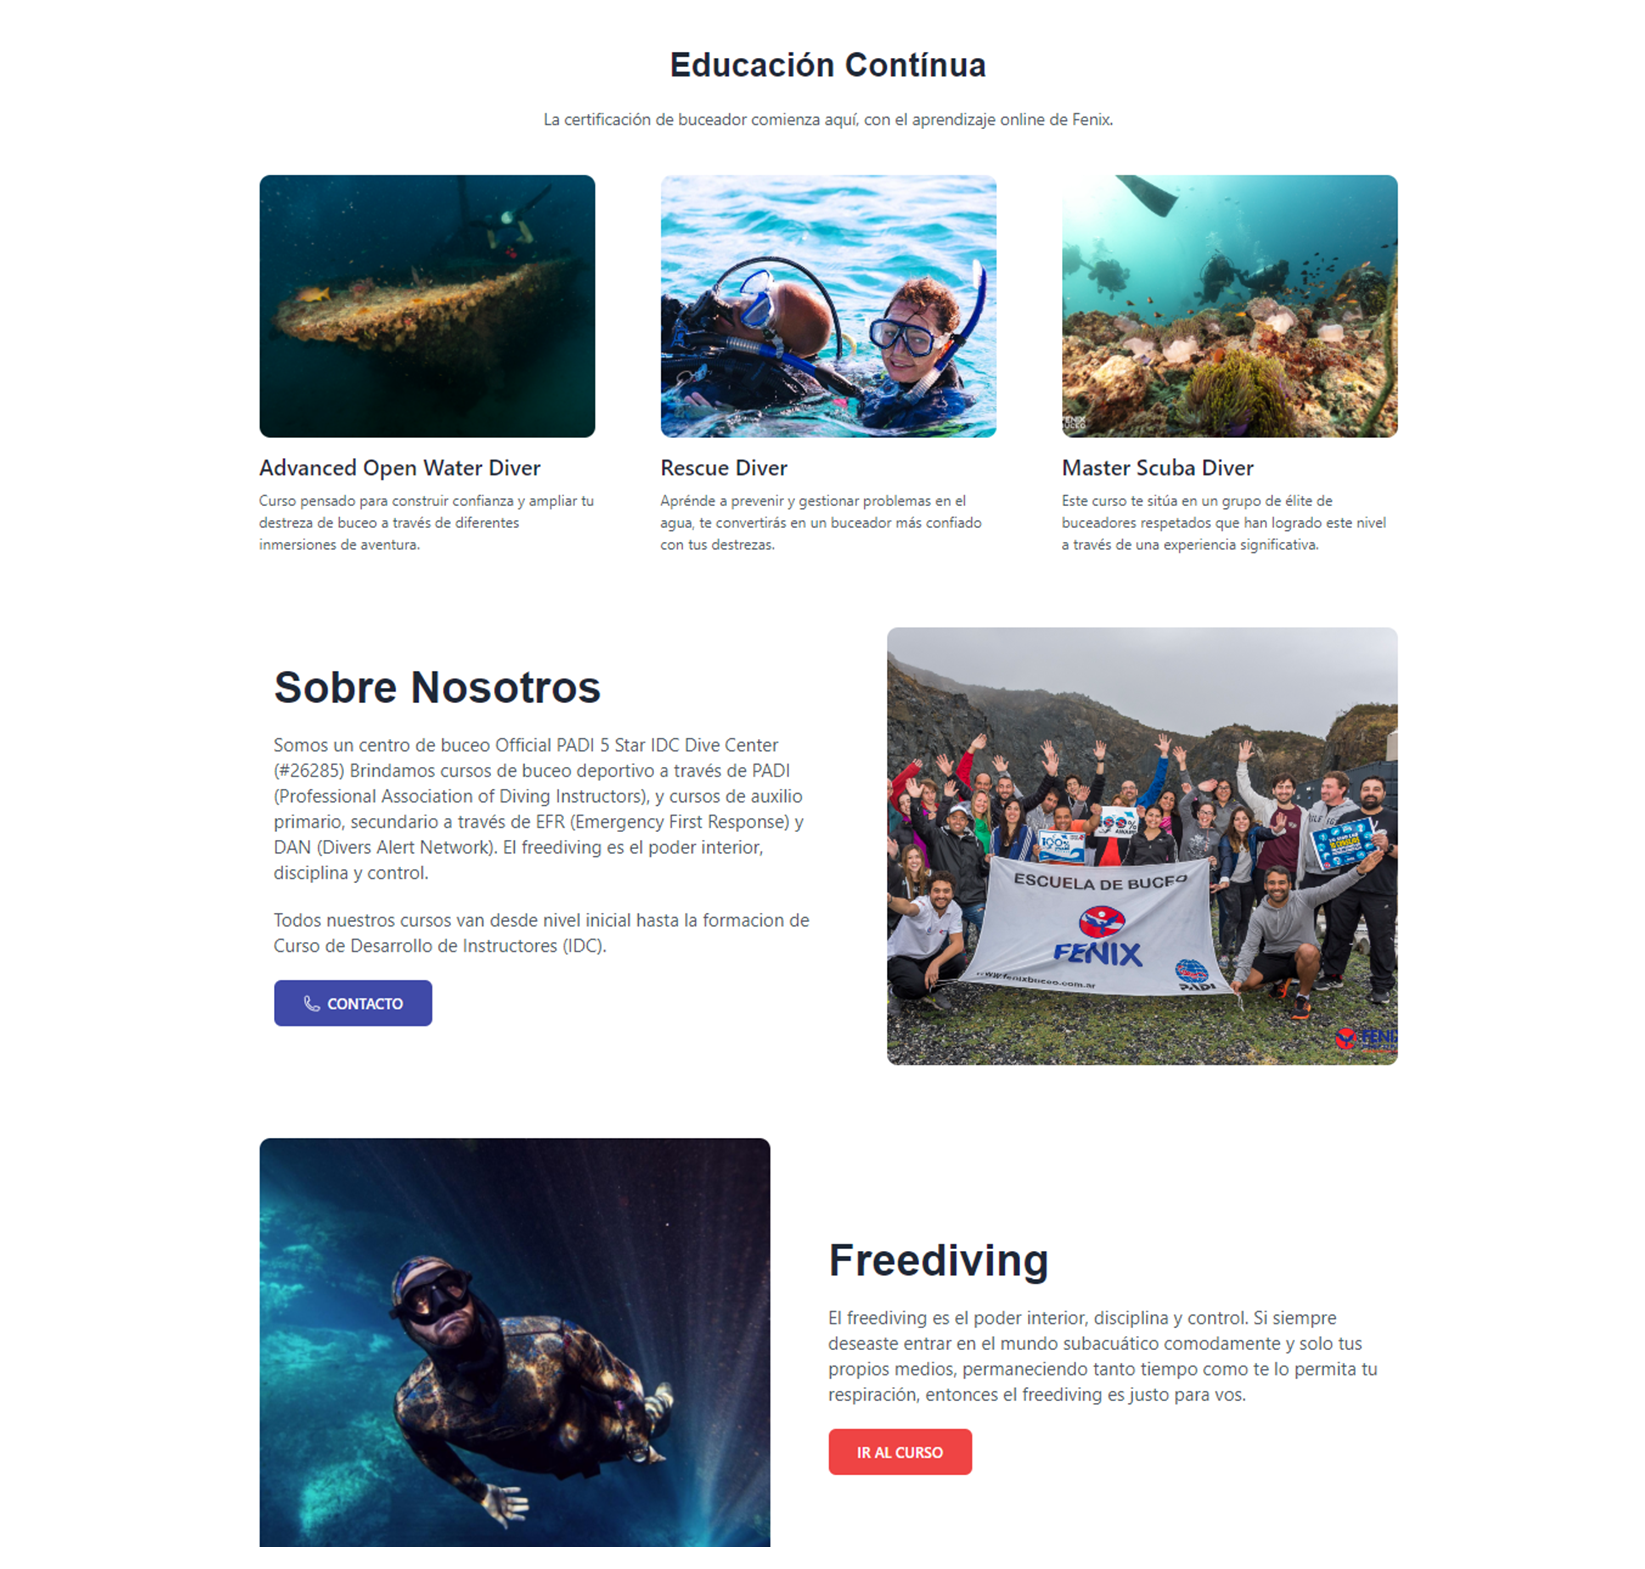 Educación Contínua
La certificación de buceador comienza aquí, con el aprendizaje online de Fenix.
FENIX
BUCEO
Advanced Open Water Diver
Curso pensado para construir confianza y ampliar tu
destreza de buceo a través de diferentes
inmersiones de aventura.
Rescue Diver
Aprénde a prevenir y gestionar problemas en el
agua, te convertirás en un buceador más confiado
con tus destrezas.
Master Scuba Diver
Este curso te sitúa en un grupo de élite de
buceadores respetados que han logrado este nivel
a través de una experiencia significativa.
Sobre Nosotros
Somos un centro de buceo Official PADI 5 Star IDC Dive Center
(#26285) Brindamos cursos de buceo deportivo a través de PADI
(Professional Association of Diving Instructors), y cursos de auxilio
primario, secundario a través de EFR (Emergency First Response) y
DAN (Divers Alert Network). El freediving es el poder interior,
disciplina y control.
Todos nuestros cursos van desde nivel inicial hasta la formacion de
Curso de Desarrollo de Instructores (IDC).
CONTACTO
100%
ESCUELA DE BUCEO
FENIX
www.fenixbuceo.com.ar
PADI
FENIX
Freediving
El freediving es el poder interior, disciplina y control. Si siempre
deseaste entrar en el mundo subacuático comodamente y solo tus
propios medios, permaneciendo tanto tiempo como te lo permita tu
respiración, entonces el freediving es justo para vos.
IR AL CURSO